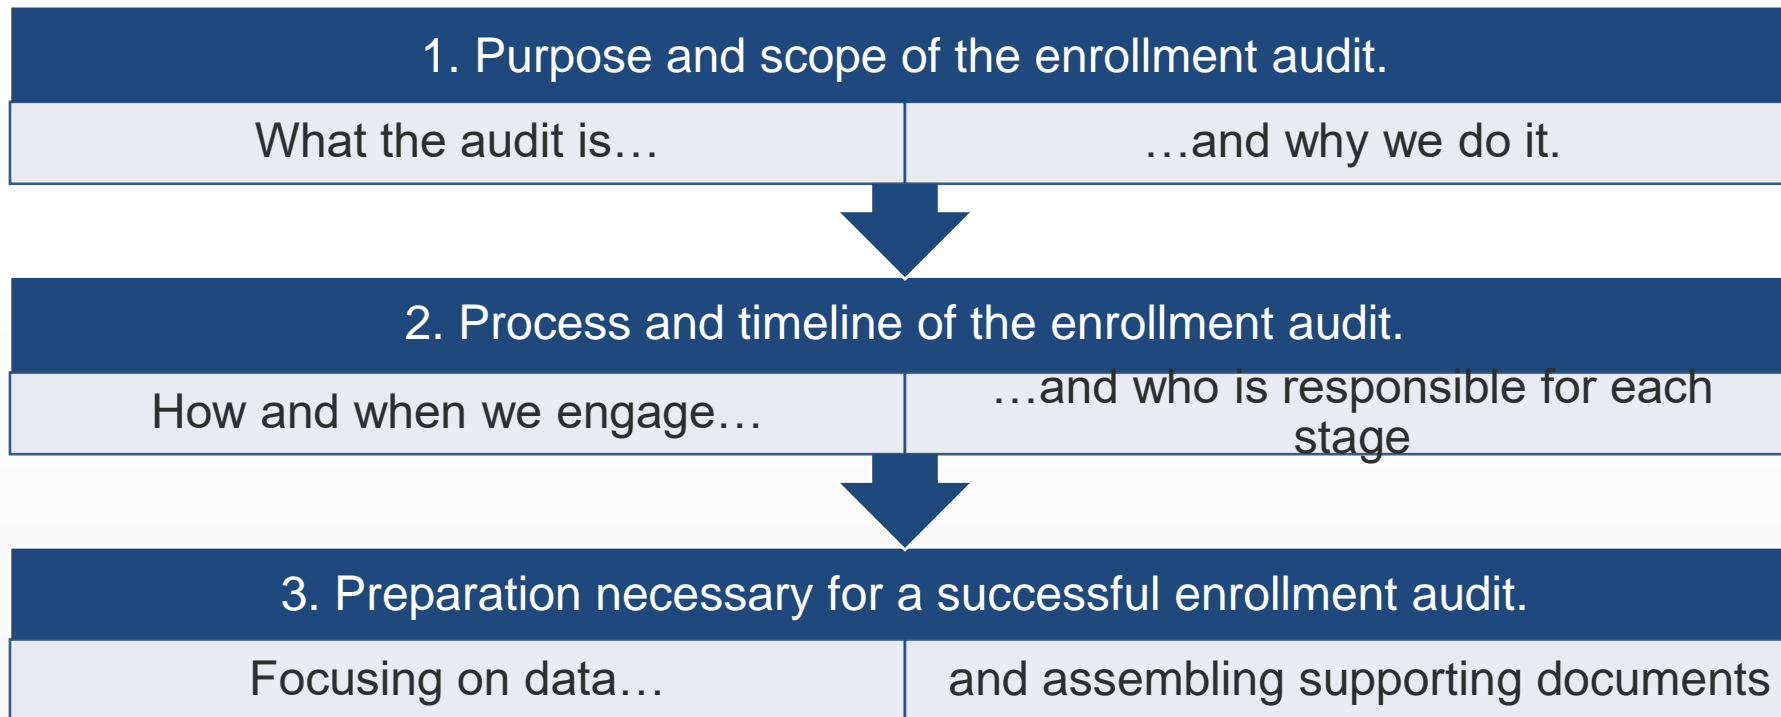 1. Purpose and scope of the enrollment audit.
What the audit is…
…and why we do it.
2. Process and timeline of the enrollment audit.
How and when we engage…
…and who is responsible for each
stage
3. Preparation necessary for a successful enrollment audit.
Focusing on data…
and assembling supporting documents